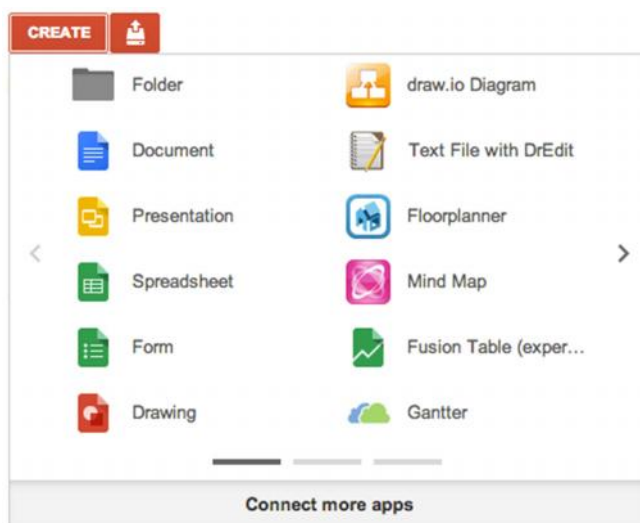 CREATE
Folder
draw.io Diagram
Document
Text File with DrEdit
Presentation
Floorplanner
Spreadsheet
Mind Map
Form
Fusion Table (exper...
Drawing
Gantter
Connect more apps